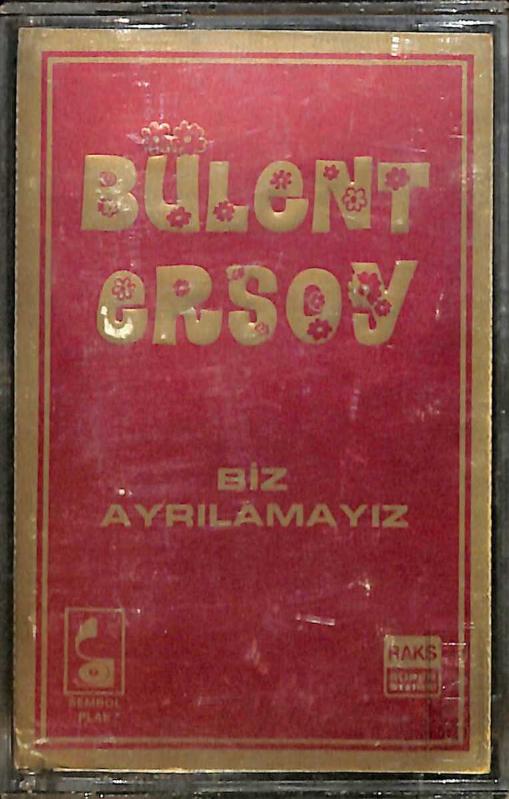 BÜLENT
ERSOY
BİZ
AYRILAMAYIZ
SEMBOL
PLAK
RAKS